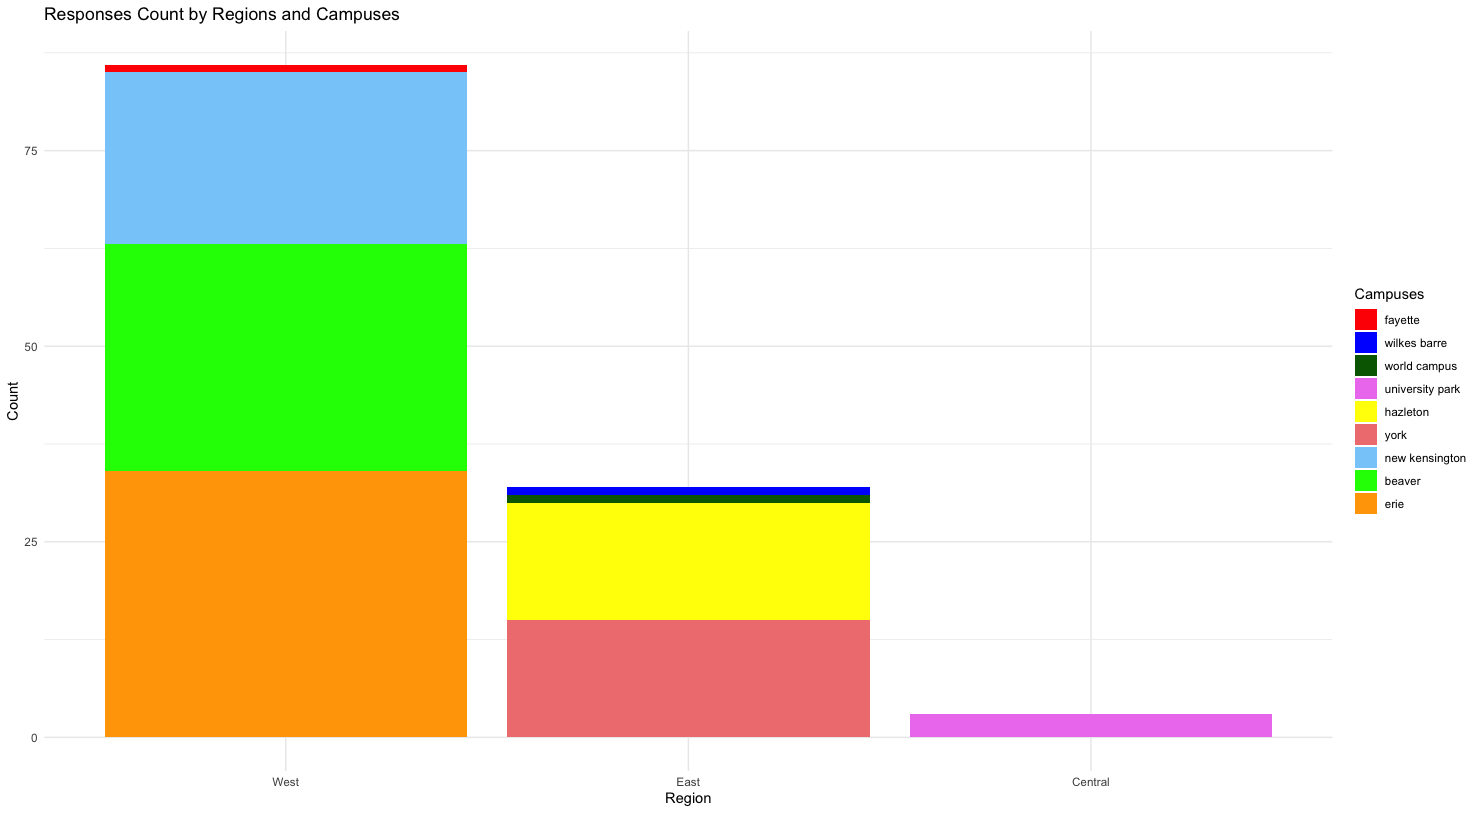 Responses Count by Regions and Campuses
75
50
25
0
Count
West
East
Central
Region
Campuses
fayette
wilkes barre
world campus
university park
hazleton
york
new kensington
beaver
erie